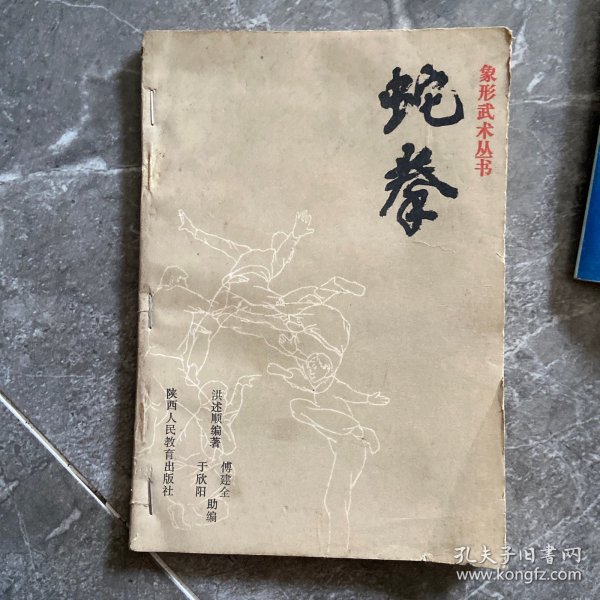 象形武术丛书
蛇拳
洪述顺编著
傅建全
于欣阳
助编
陕西人民教育出版社
孔夫子旧书网
www.kongfz.com